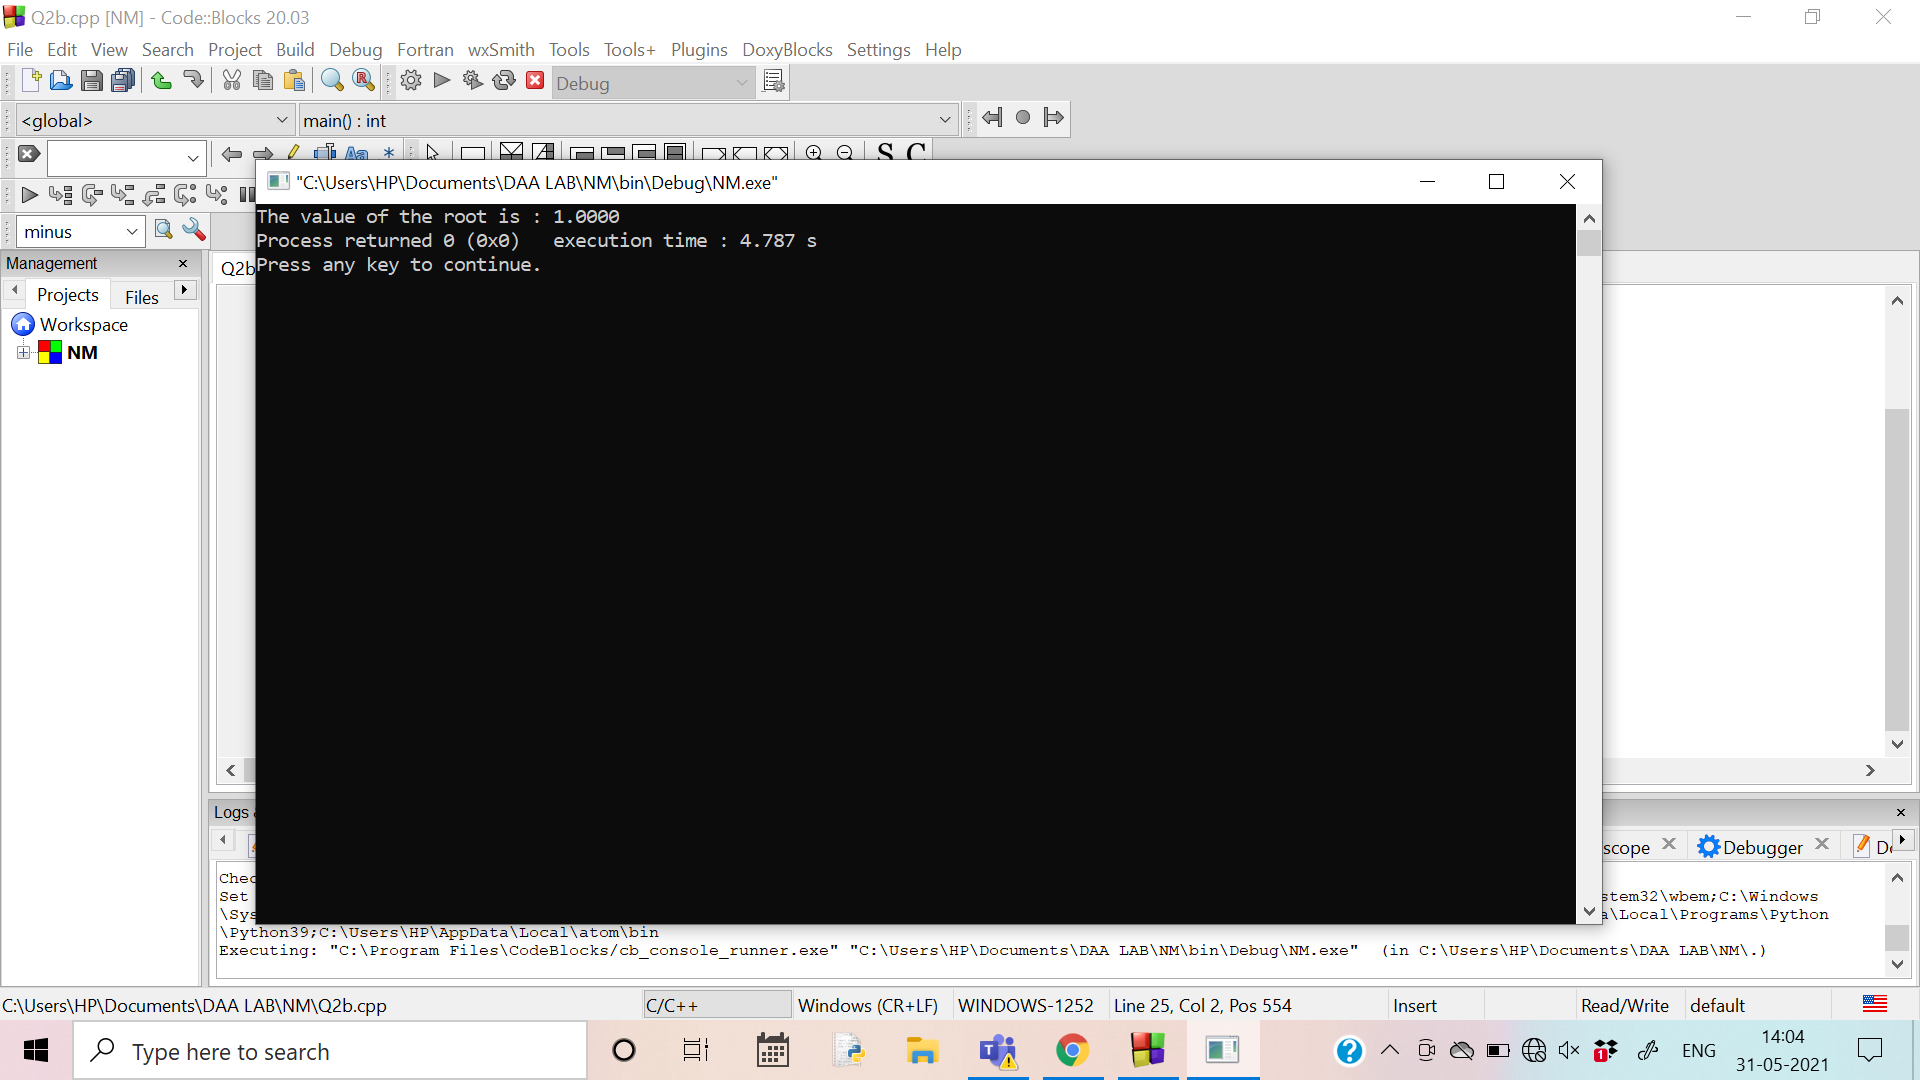 Q2b.cpp [NM] - Code::Blocks 20.03
File Edit View Search Project Build Debug Fortran wxSmith Tools Tools+ Plugins DoxyBlocks Settings Help
Debug
<global> main() : int
S C
"C:\Users\HP\Documents\DAA LAB\NM\bin\Debug\NM.exe"
The value of the root is : 1.0000
Process returned 0 (0x0)   execution time : 4.787 s
Press any key to continue.
minus
Management
Q2b
Projects Files
Workspace
NM
Logs
scope Debugger
Set stem32\wbem;C:\Windows
\Local\Programs\Python
\Python39;C:\Users\HP\AppData\Local\atom\bin
Executing: "C:\Program Files\CodeBlocks/cb_console_runner.exe" "C:\Users\HP\Documents\DAA LAB\NM\bin\Debug\NM.exe"  (in C:\Users\HP\Documents\DAA LAB\NM\.)
C:\Users\HP\Documents\DAA LAB\NM\Q2b.cpp C/C++ Windows (CR+LF) WINDOWS-1252 Line 25, Col 2, Pos 554 Insert Read/Write default
Type here to search
1
ENG
14:04
31-05-2021